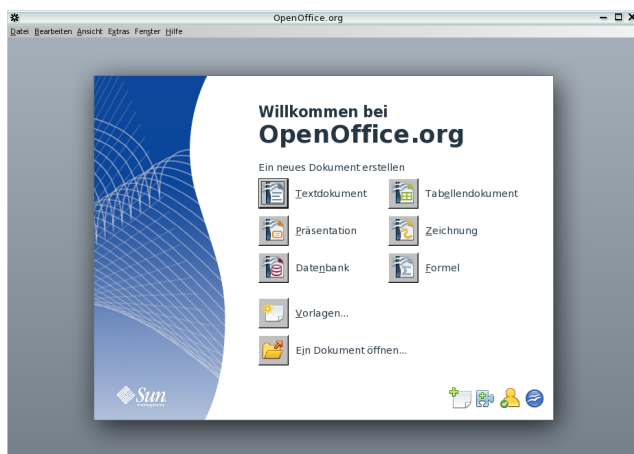 OpenOffice.org
Datei Bearbeiten Ansicht Extras Fenster Hilfe
Willkommen bei
OpenOffice.org
Ein neues Dokument erstellen
Textdokument Tabellendokument
Präsentation Zeichnung
Datenbank Formel
Vorlagen...
Ein Dokument öffnen...
Sun